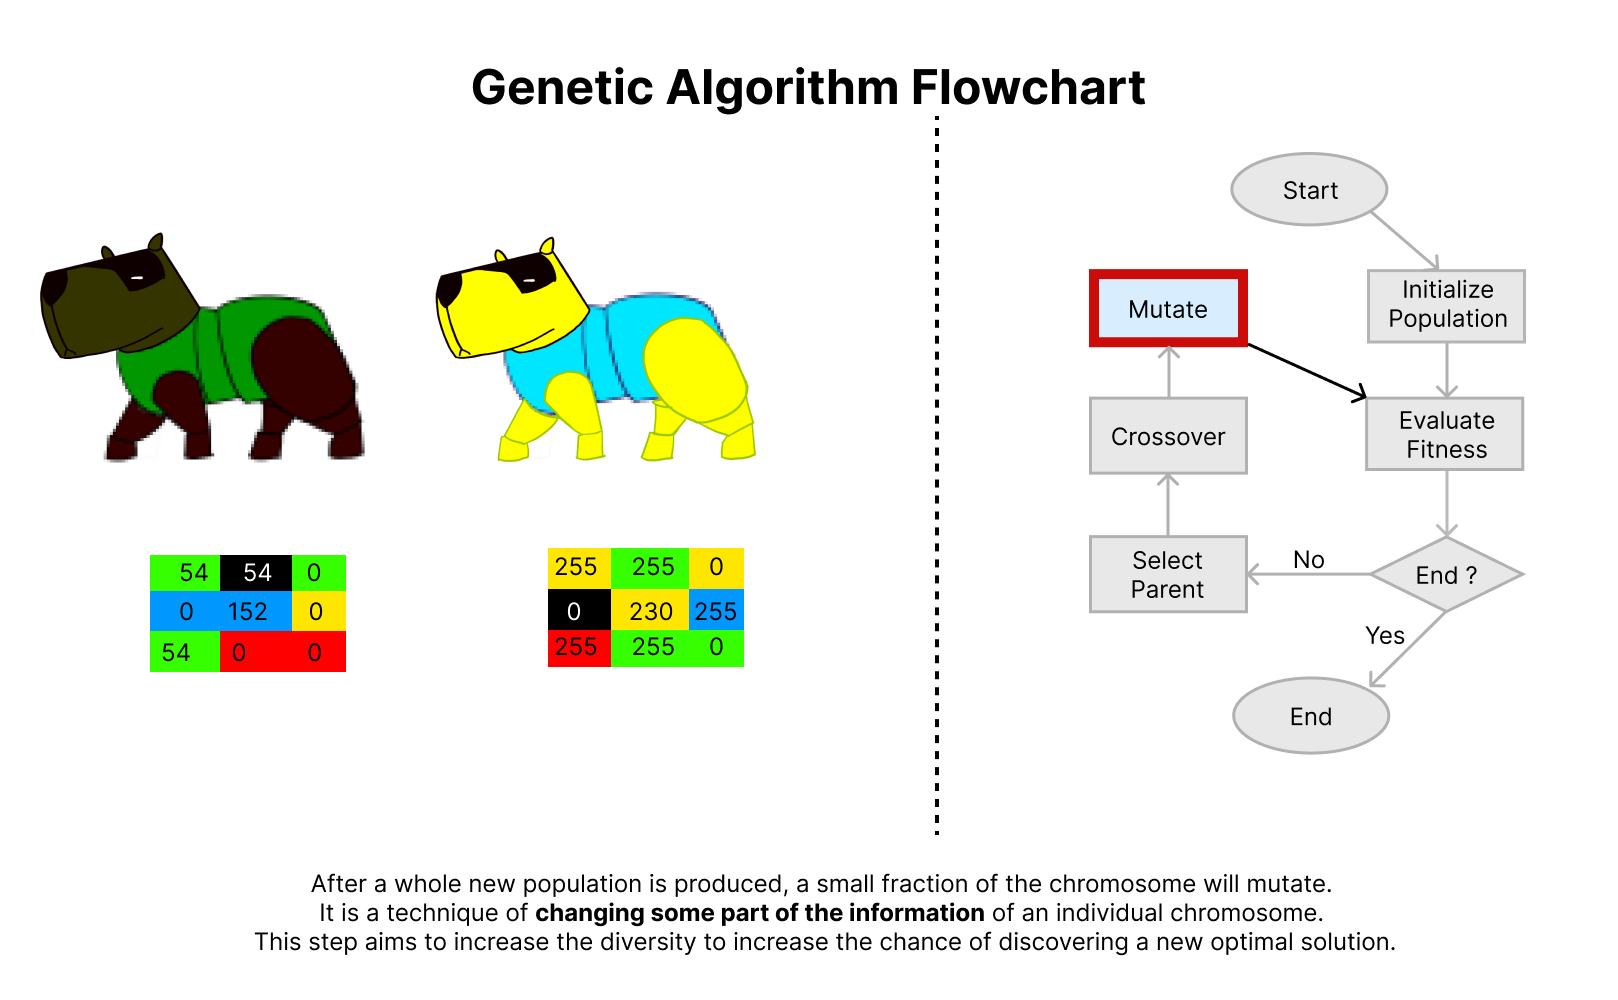 Genetic Algorithm Flowchart
54 54 0
0 152 0
54 0 0
255 255 0
0 230 255
255 255 0
Start
Initialize
Population
Mutate
Evaluate
Fitness
Crossover
Select
Parent
No
End ?
Yes
End
After a whole new population is produced, a small fraction of the chromosome will mutate.
It is a technique of changing some part of the information of an individual chromosome.
This step aims to increase the diversity to increase the chance of discovering a new optimal solution.